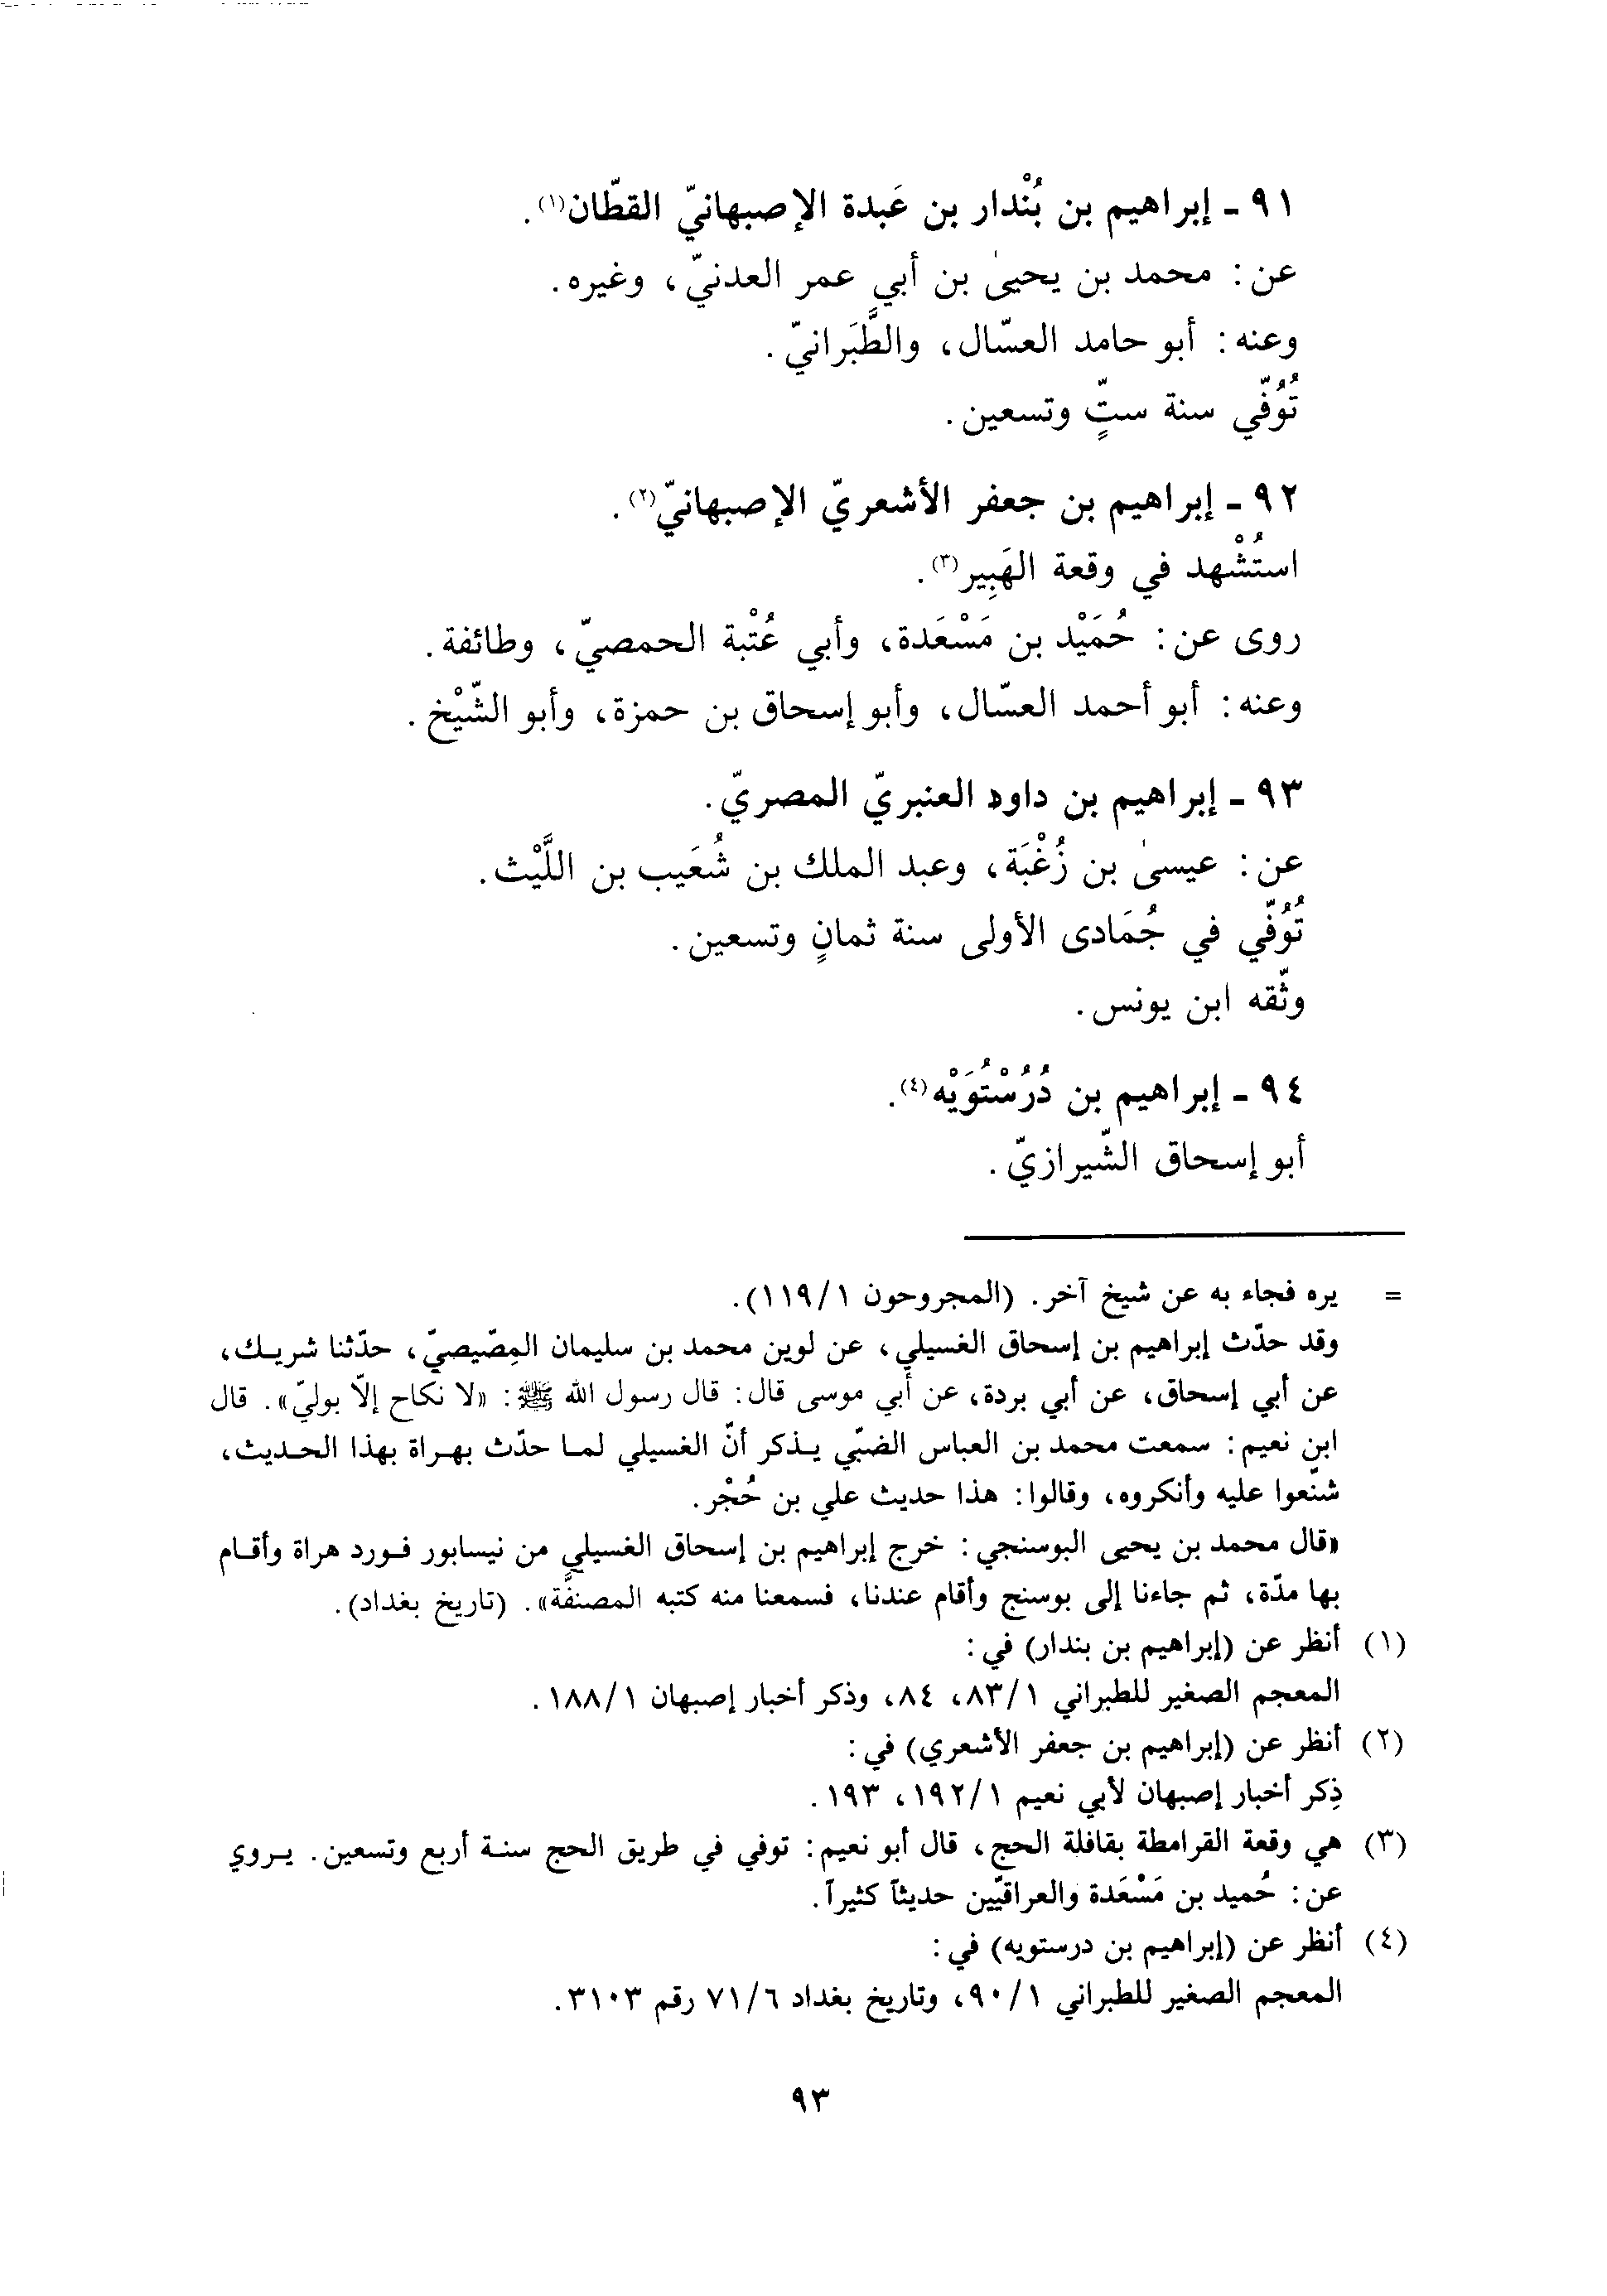 ٩١ - إبراهيم بن بُنْدار بن عَبدة الإصبهانيّ القطّان(١).
عن: محمد بن يحيىٰ بن أبي عمر العدنيّ، وغيره.
وعنه: أبو حامد العسّال، والطَّبَرانيّ.
تُوُفّي سنة ستٍّ وتسعين.
٩٢ - إبراهيم بن جعفر الأشعريّ الإصبهانيّ(٢).
استُشْهد في وقعة الهَبِير(٣).
روى عن: حُمَيْد بن مَسْعَدة، وأبي عُتْبة الحمصيّ، وطائفة.
وعنه: أبو أحمد العسّال، وأبو إسحاق بن حمزة، وأبو الشّيْخ.
٩٣ - إبراهيم بن داود العنبريّ المصريّ.
عن: عيسىٰ بن زُغْبَة، وعبد الملك بن شُعَيب بن اللَّيْث.
تُوُفّي في جُمَادى الأولى سنة ثمانٍ وتسعين.
وثّقه ابن يونس.
٩٤ - إبراهيم بن دُرُسْتُوَيْه(٤).
أبو إسحاق الشّيرازيّ.
= يره فجاء به عن شيخ آخر. (المجروحون ١/١١٩).
وقد حدّث إبراهيم بن إسحاق الغسيلي، عن لوين محمد بن سليمان المِصّيصيّ، حدّثنا شريك،
عن أبي إسحاق، عن أبي بردة، عن أبي موسى قال: قال رسول الله ﷺ: «لا نكاح إلّا بوليّ». قال
ابن نعيم: سمعت محمد بن العباس الضبّي يذكر أنّ الغسيلي لما حدّث بهراة بهذا الحديث،
شنّعوا عليه وأنكروه، وقالوا: هذا حديث علي بن حُجْر.
«قال محمد بن يحيى البوسنجي: خرج إبراهيم بن إسحاق الغسيلي من نيسابور فورد هراة وأقام
بها مدّة، ثم جاءنا إلى بوسنج وأقام عندنا، فسمعنا منه كتبه المصنفَّة». (تاريخ بغداد).
(١) أنظر عن (إبراهيم بن بندار) في:
المعجم الصغير للطبراني ١/٨٣، ٨٤، وذكر أخبار إصبهان ١/١٨٨.
(٢) أنظر عن (إبراهيم بن جعفر الأشعري) في:
ذِكر أخبار إصبهان لأبي نعيم ١/١٩٢، ١٩٣.
(٣) هي وقعة القرامطة بقافلة الحج، قال أبو نعيم: توفي في طريق الحج سنة أربع وتسعين. يروي
عن: حُميد بن مَسْعَدة والعراقيّين حديثاً كثيراً.
(٤) أنظر عن (إبراهيم بن درستويه) في:
المعجم الصغير للطبراني ١/٩٠، وتاريخ بغداد ٦/٧١ رقم ٣١٠٣.
٩٣